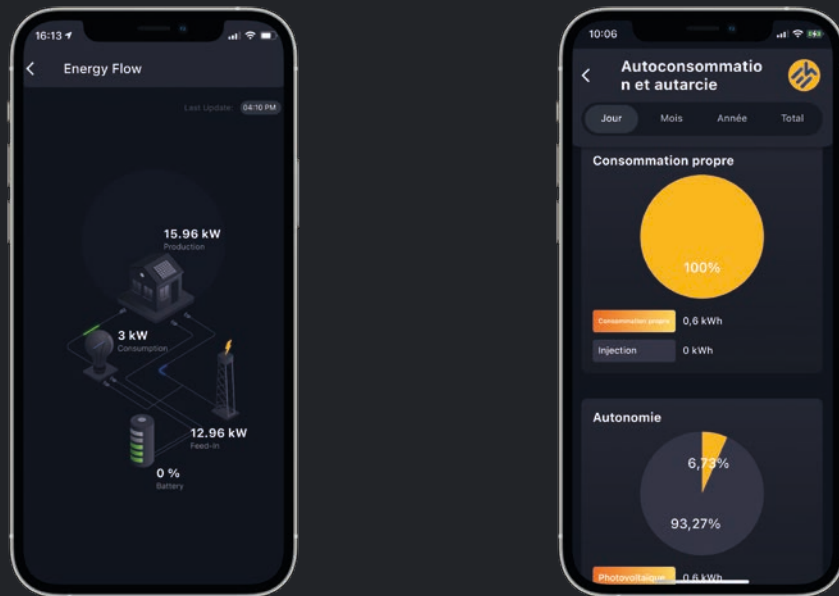 16:13
Energy Flow
Last Update: 04:10 PM
15.96 kW
Production
3 kW
Consumption
12.96 kW
Feed-In
0 %
Battery
10:06
Autoconsommatio
n et autarcie
Jour Mois Année Total
Consommation propre
100%
Consommation propre 0,6 kWh
Injection 0 kWh
Autonomie
6,73%
93,27%
Photovoltaïque 0,6 kWh